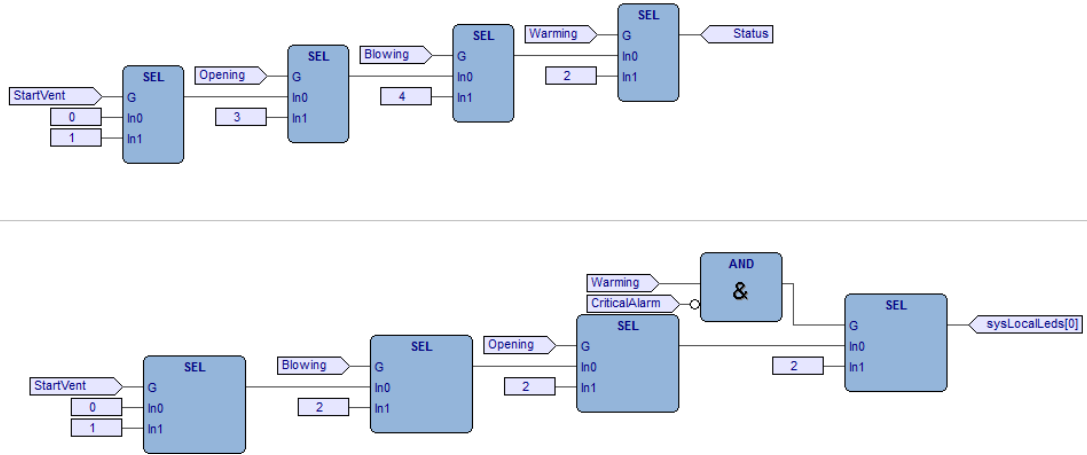 SEL
Warming
G
Status
In0
2
In1
SEL
Blowing
G
In0
4
In1
SEL
Opening
G
In0
3
In1
SEL
StartVent
G
0
In0
1
In1
AND
Warming
&
CriticalAlarm
SEL
G
sysLocalLeds[0]
In0
2
In1
SEL
Opening
G
In0
2
In1
SEL
Blowing
G
In0
2
In1
SEL
StartVent
G
0
In0
1
In1